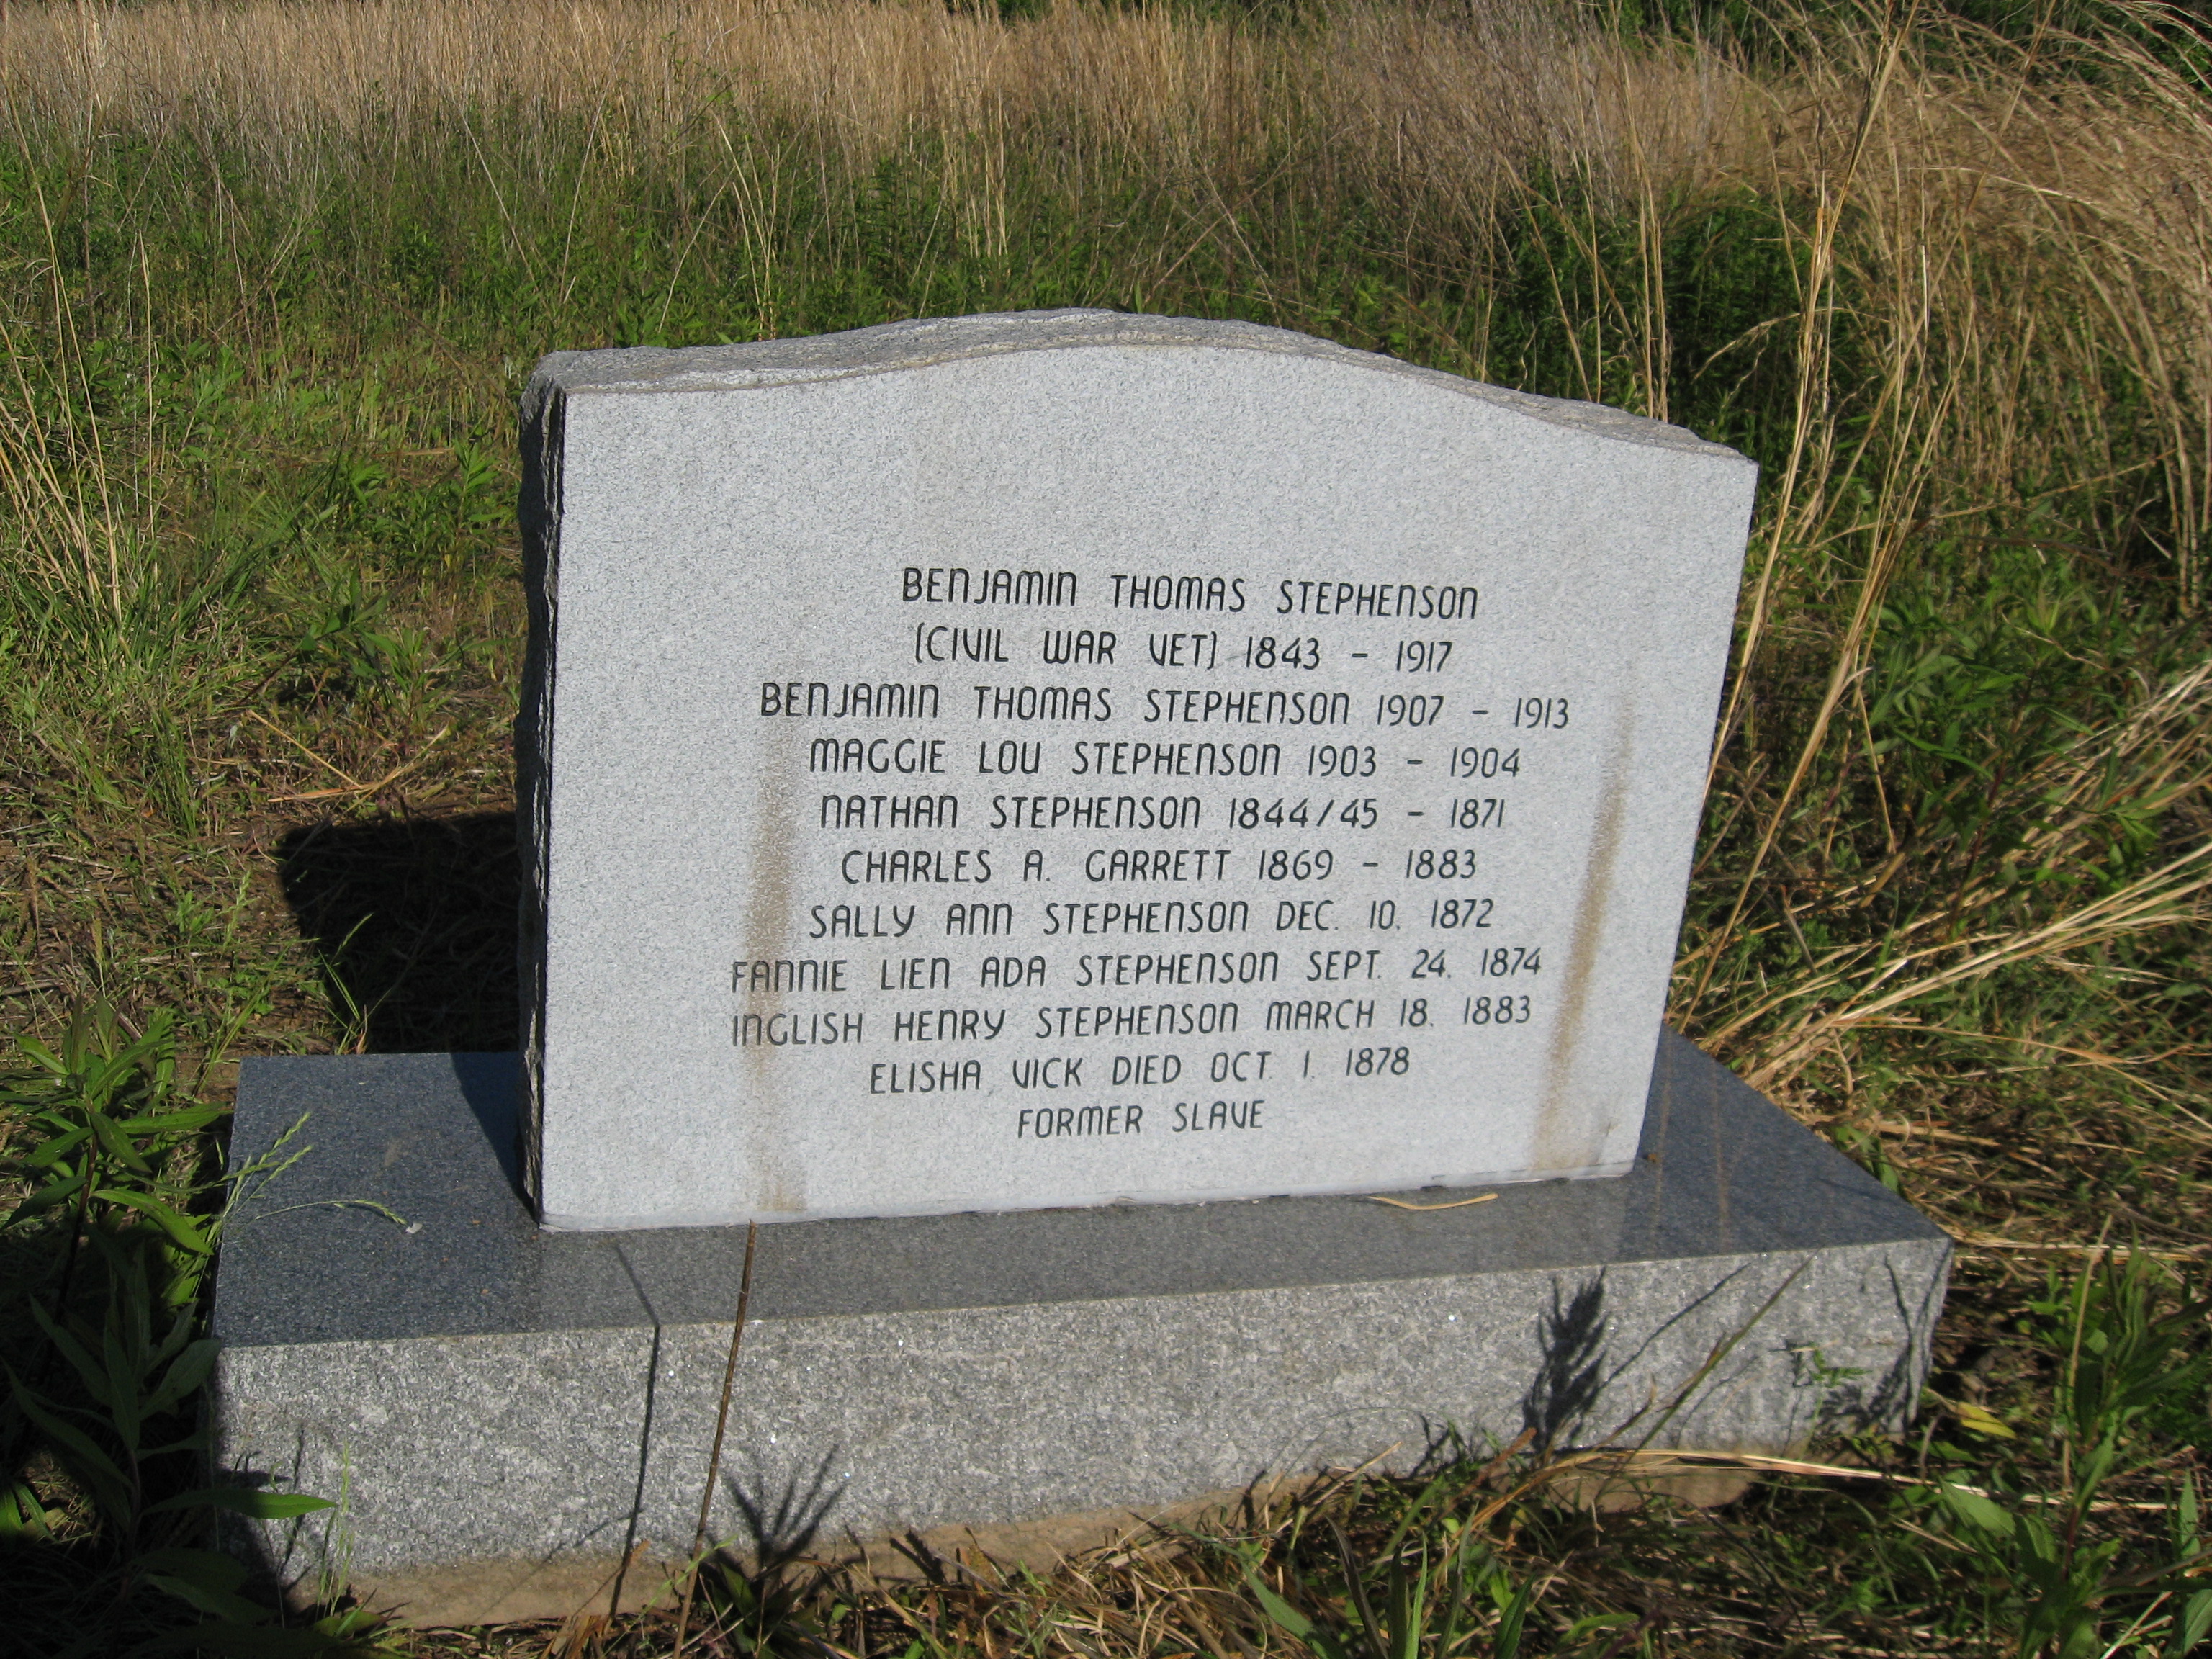 BENJAMIN THOMAS STEPHENSON
(CIVIL WAR VET) 1843 - 1917
BENJAMIN THOMAS STEPHENSON 1907 - 1913
MAGGIE LOU STEPHENSON 1903 - 1904
NATHAN STEPHENSON 1844/45 - 1871
CHARLES A. GARRETT 1869 - 1883
SALLY ANN STEPHENSON DEC. 10. 1872
FANNIE LIEN ADA STEPHENSON SEPT. 24. 1874
INGLISH HENRY STEPHENSON MARCH 18. 1883
ELISHA VICK DIED OCT. 1. 1878
FORMER SLAVE